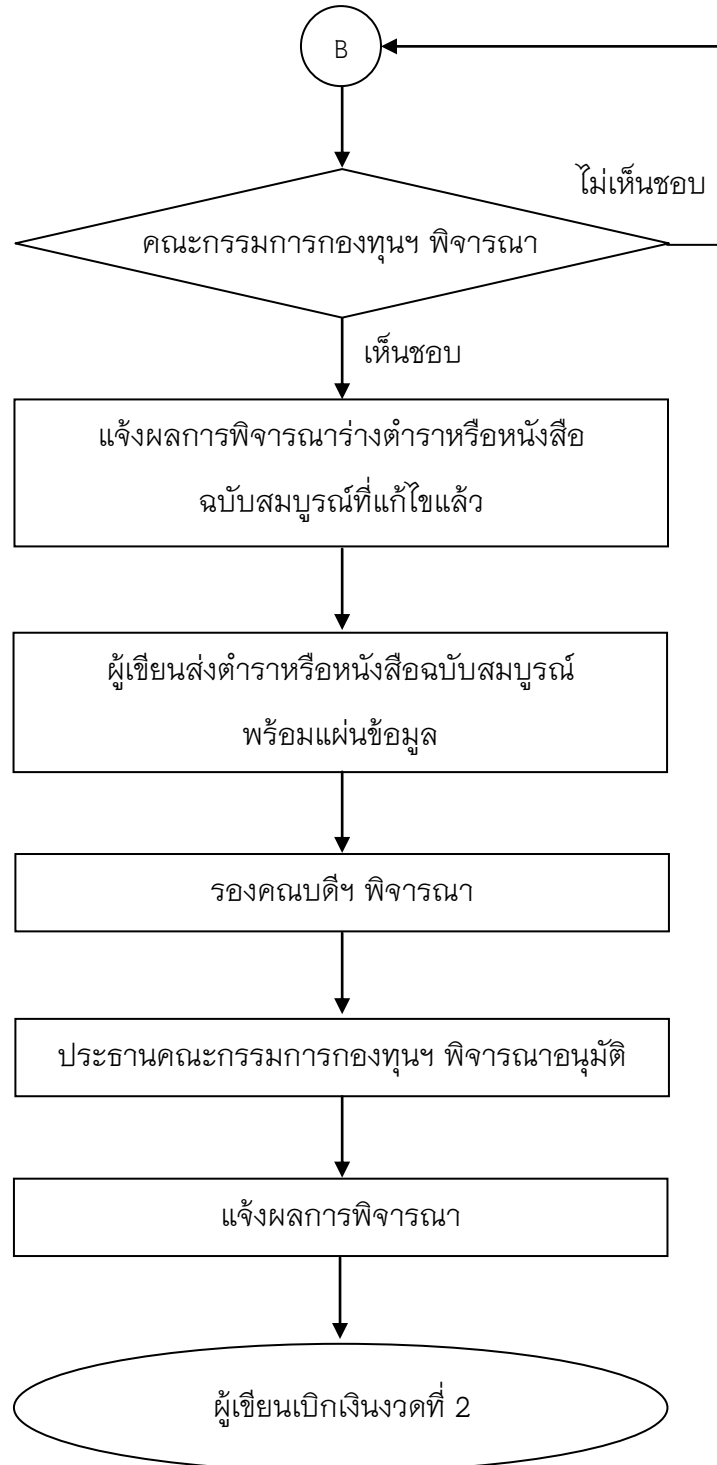 B
ไม่เห็นชอบ
คณะกรรมการกองทุนฯ พิจารณา
เห็นชอบ
แจ้งผลการพิจารณาร่างตำราหรือหนังสือ
ฉบับสมบูรณ์ที่แก้ไขแล้ว
ผู้เขียนส่งตำราหรือหนังสือฉบับสมบูรณ์
พร้อมแผ่นข้อมูล
รองคณบดีฯ พิจารณา
ประธานคณะกรรมการกองทุนฯ พิจารณาอนุมัติ
แจ้งผลการพิจารณา
ผู้เขียนเบิกเงินงวดที่ 2